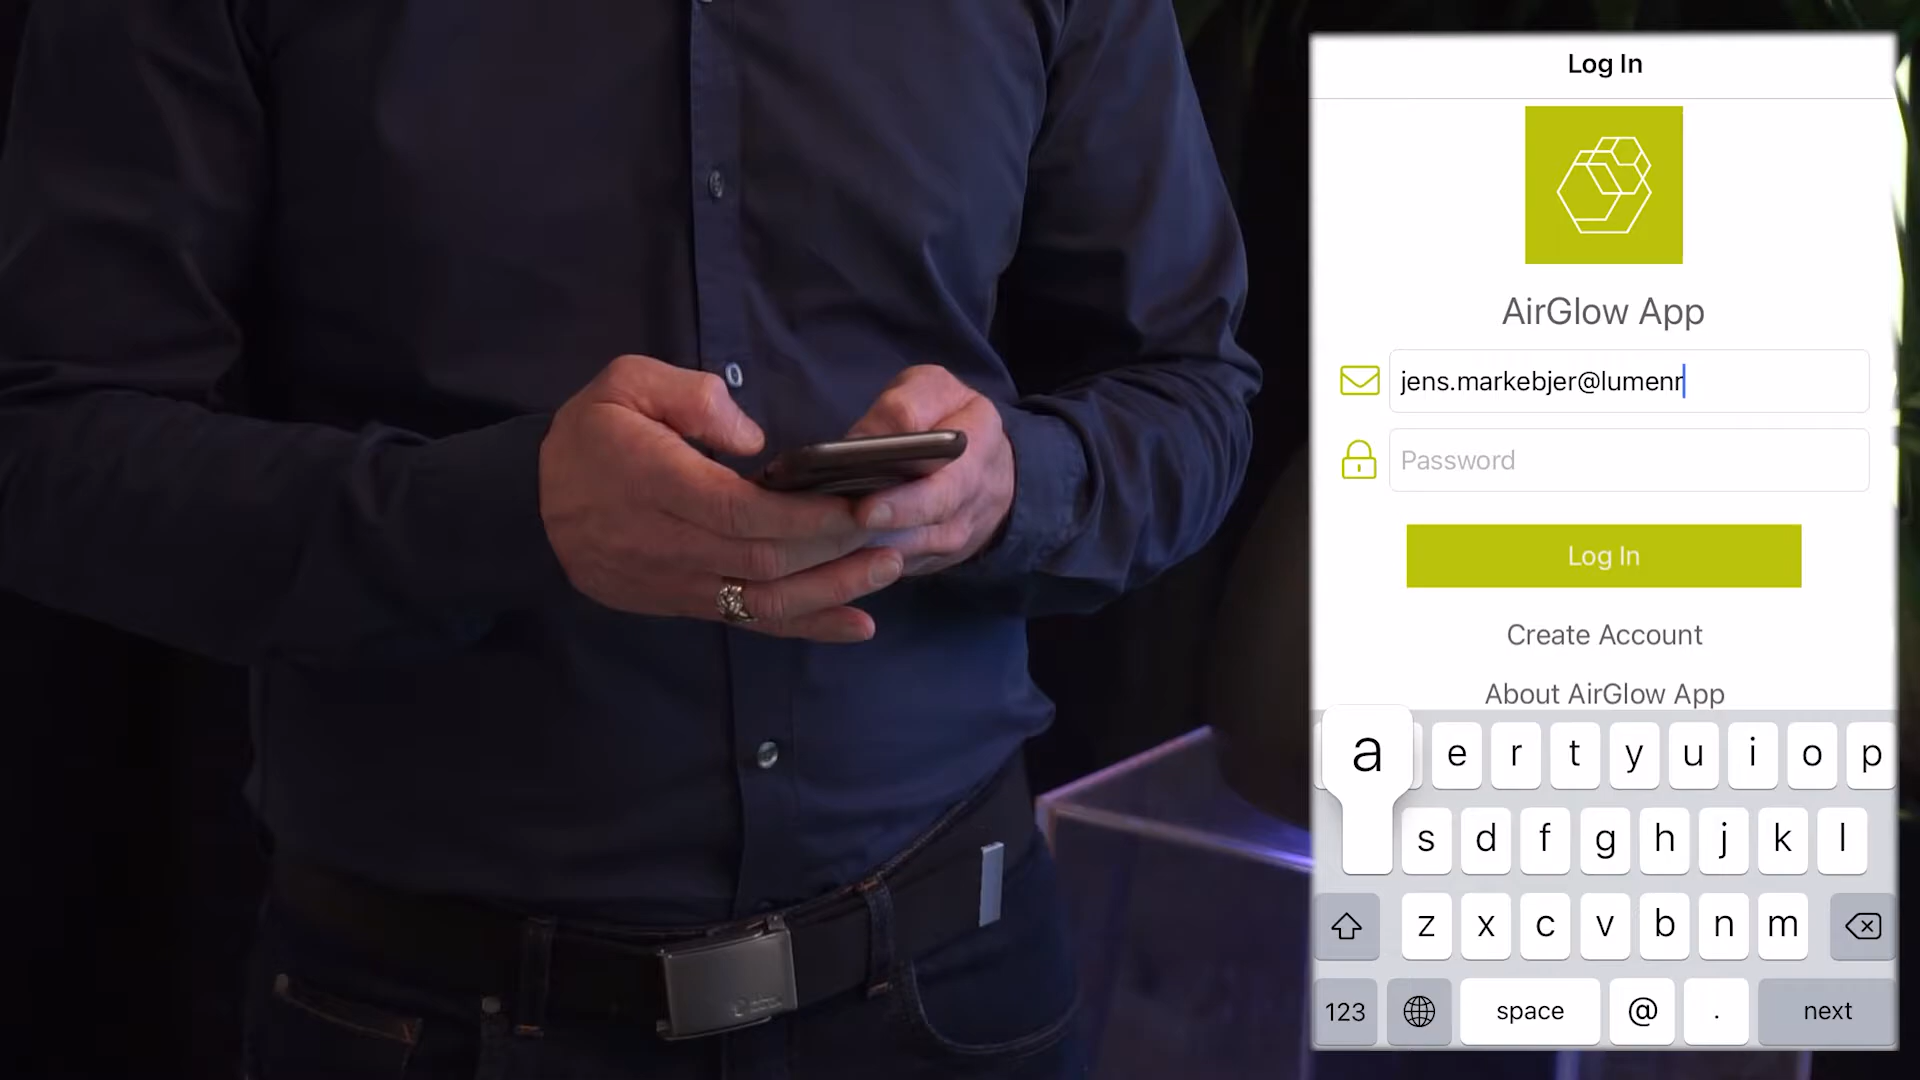 Log In
AirGlow App
jens.markebjer@lumenr
Password
Log In
Create Account
About AirGlow App
a e r t y u i o p
s d f g h j k l
z x c v b n m
123 space @ . next